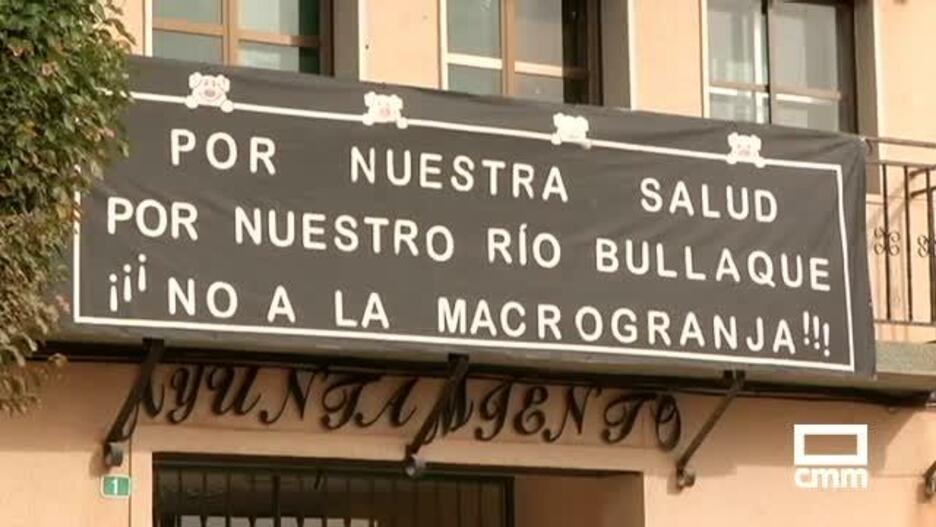 POR NUESTRA SALUD
POR NUESTRO RÍO BULLAQUE
¡¡¡ NO A LA MACROGRANJA!!!
AYUNTAMIENTO
1
cmm